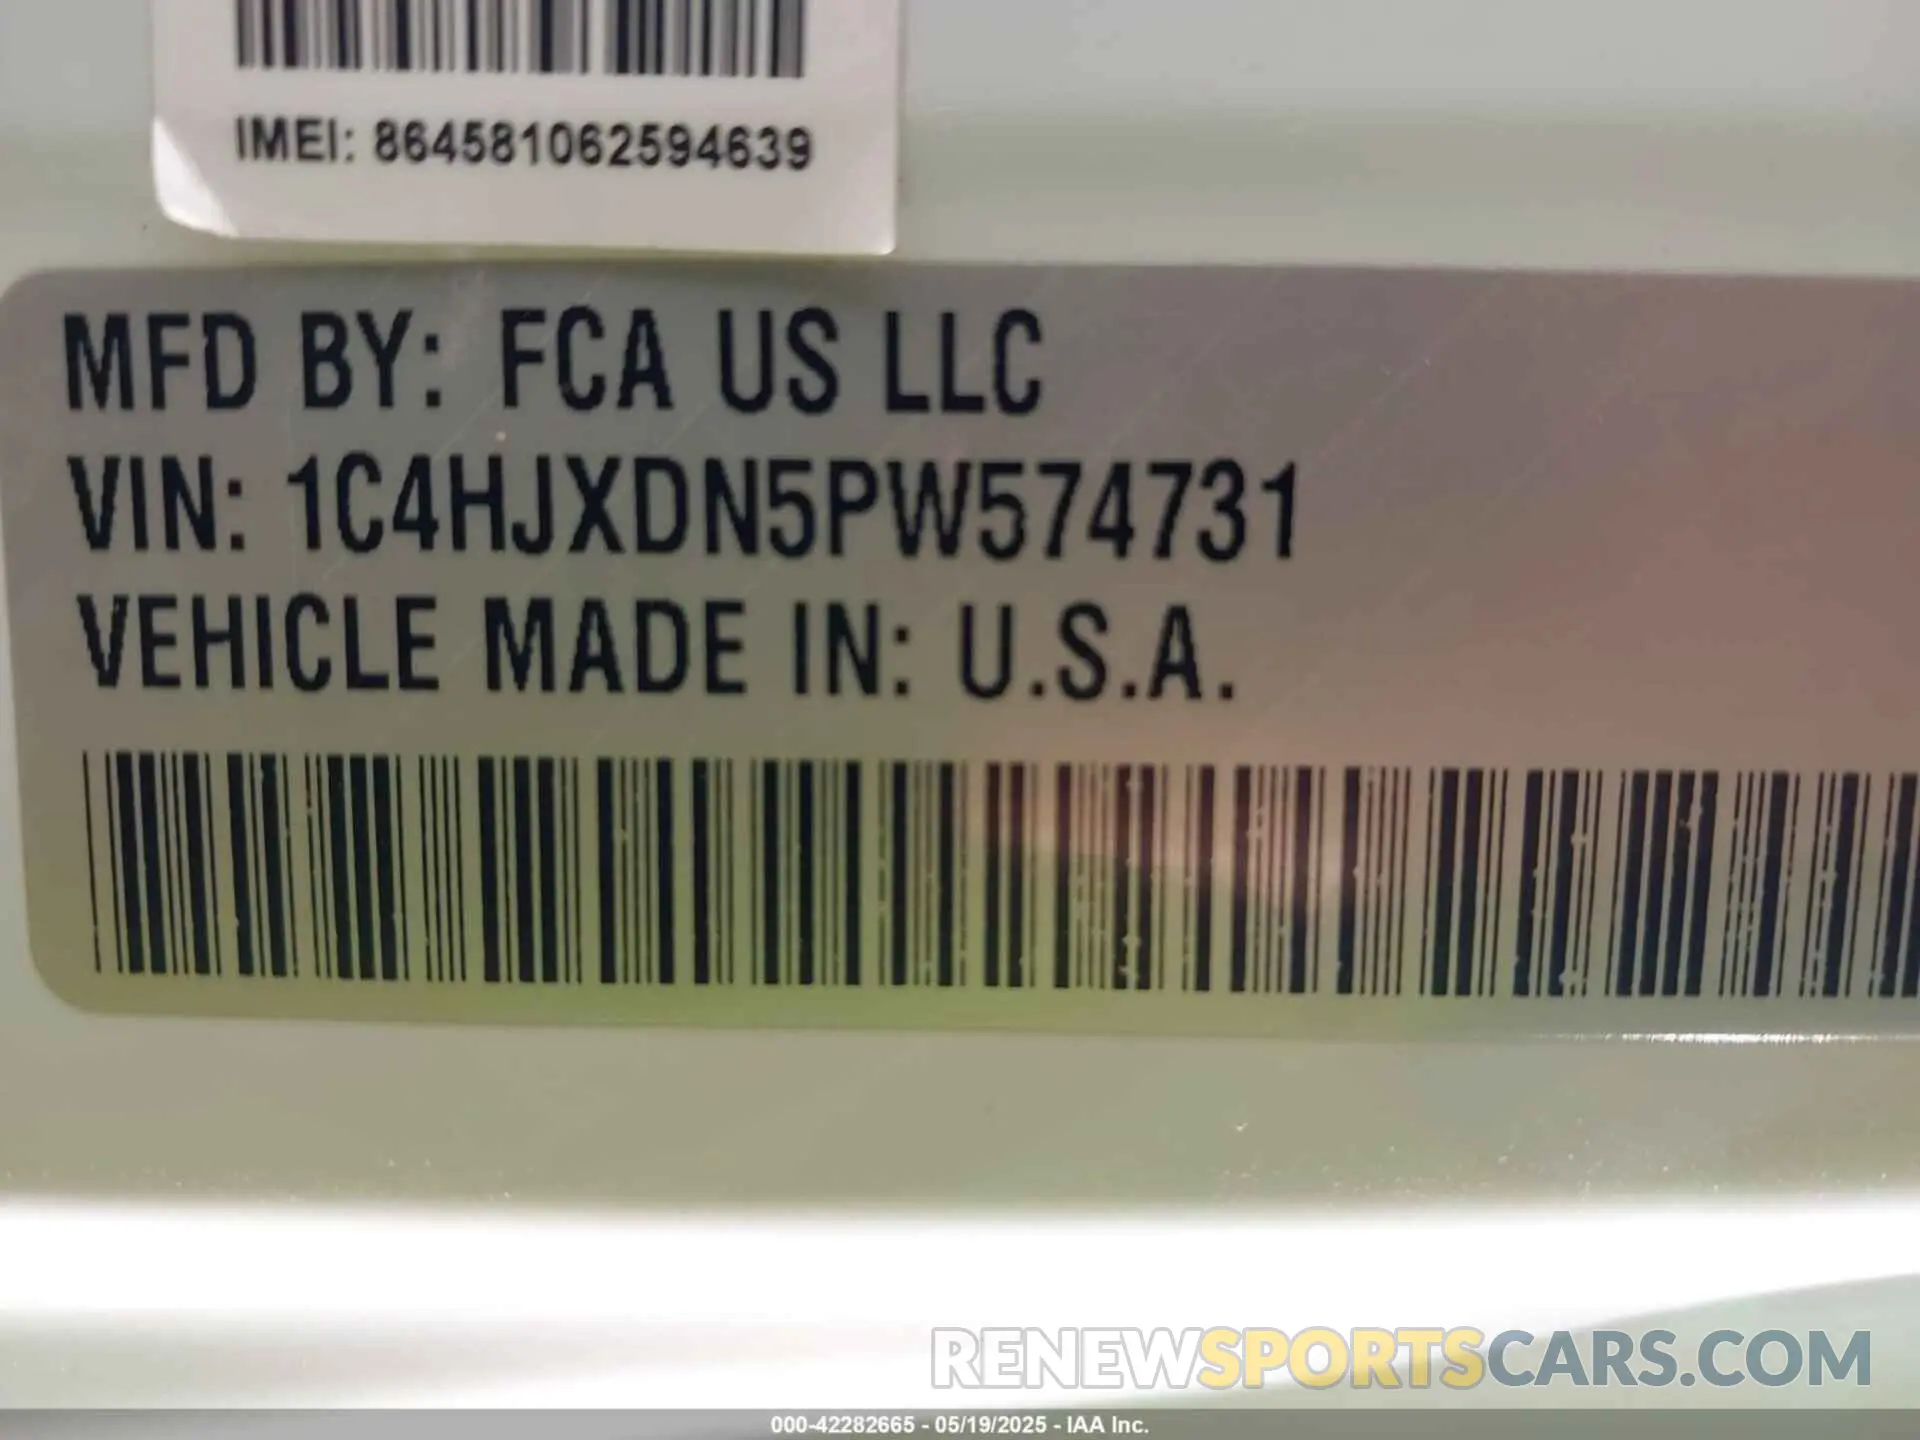 IMEI: 864581062594639
MFD BY: FCA US LLC
VIN: 1C4HJXDN5PW574731
VEHICLE MADE IN: U.S.A.
RENEWSPORTSCARS.COM
000-42282665 - 05/19/2025 - IAA Inc.